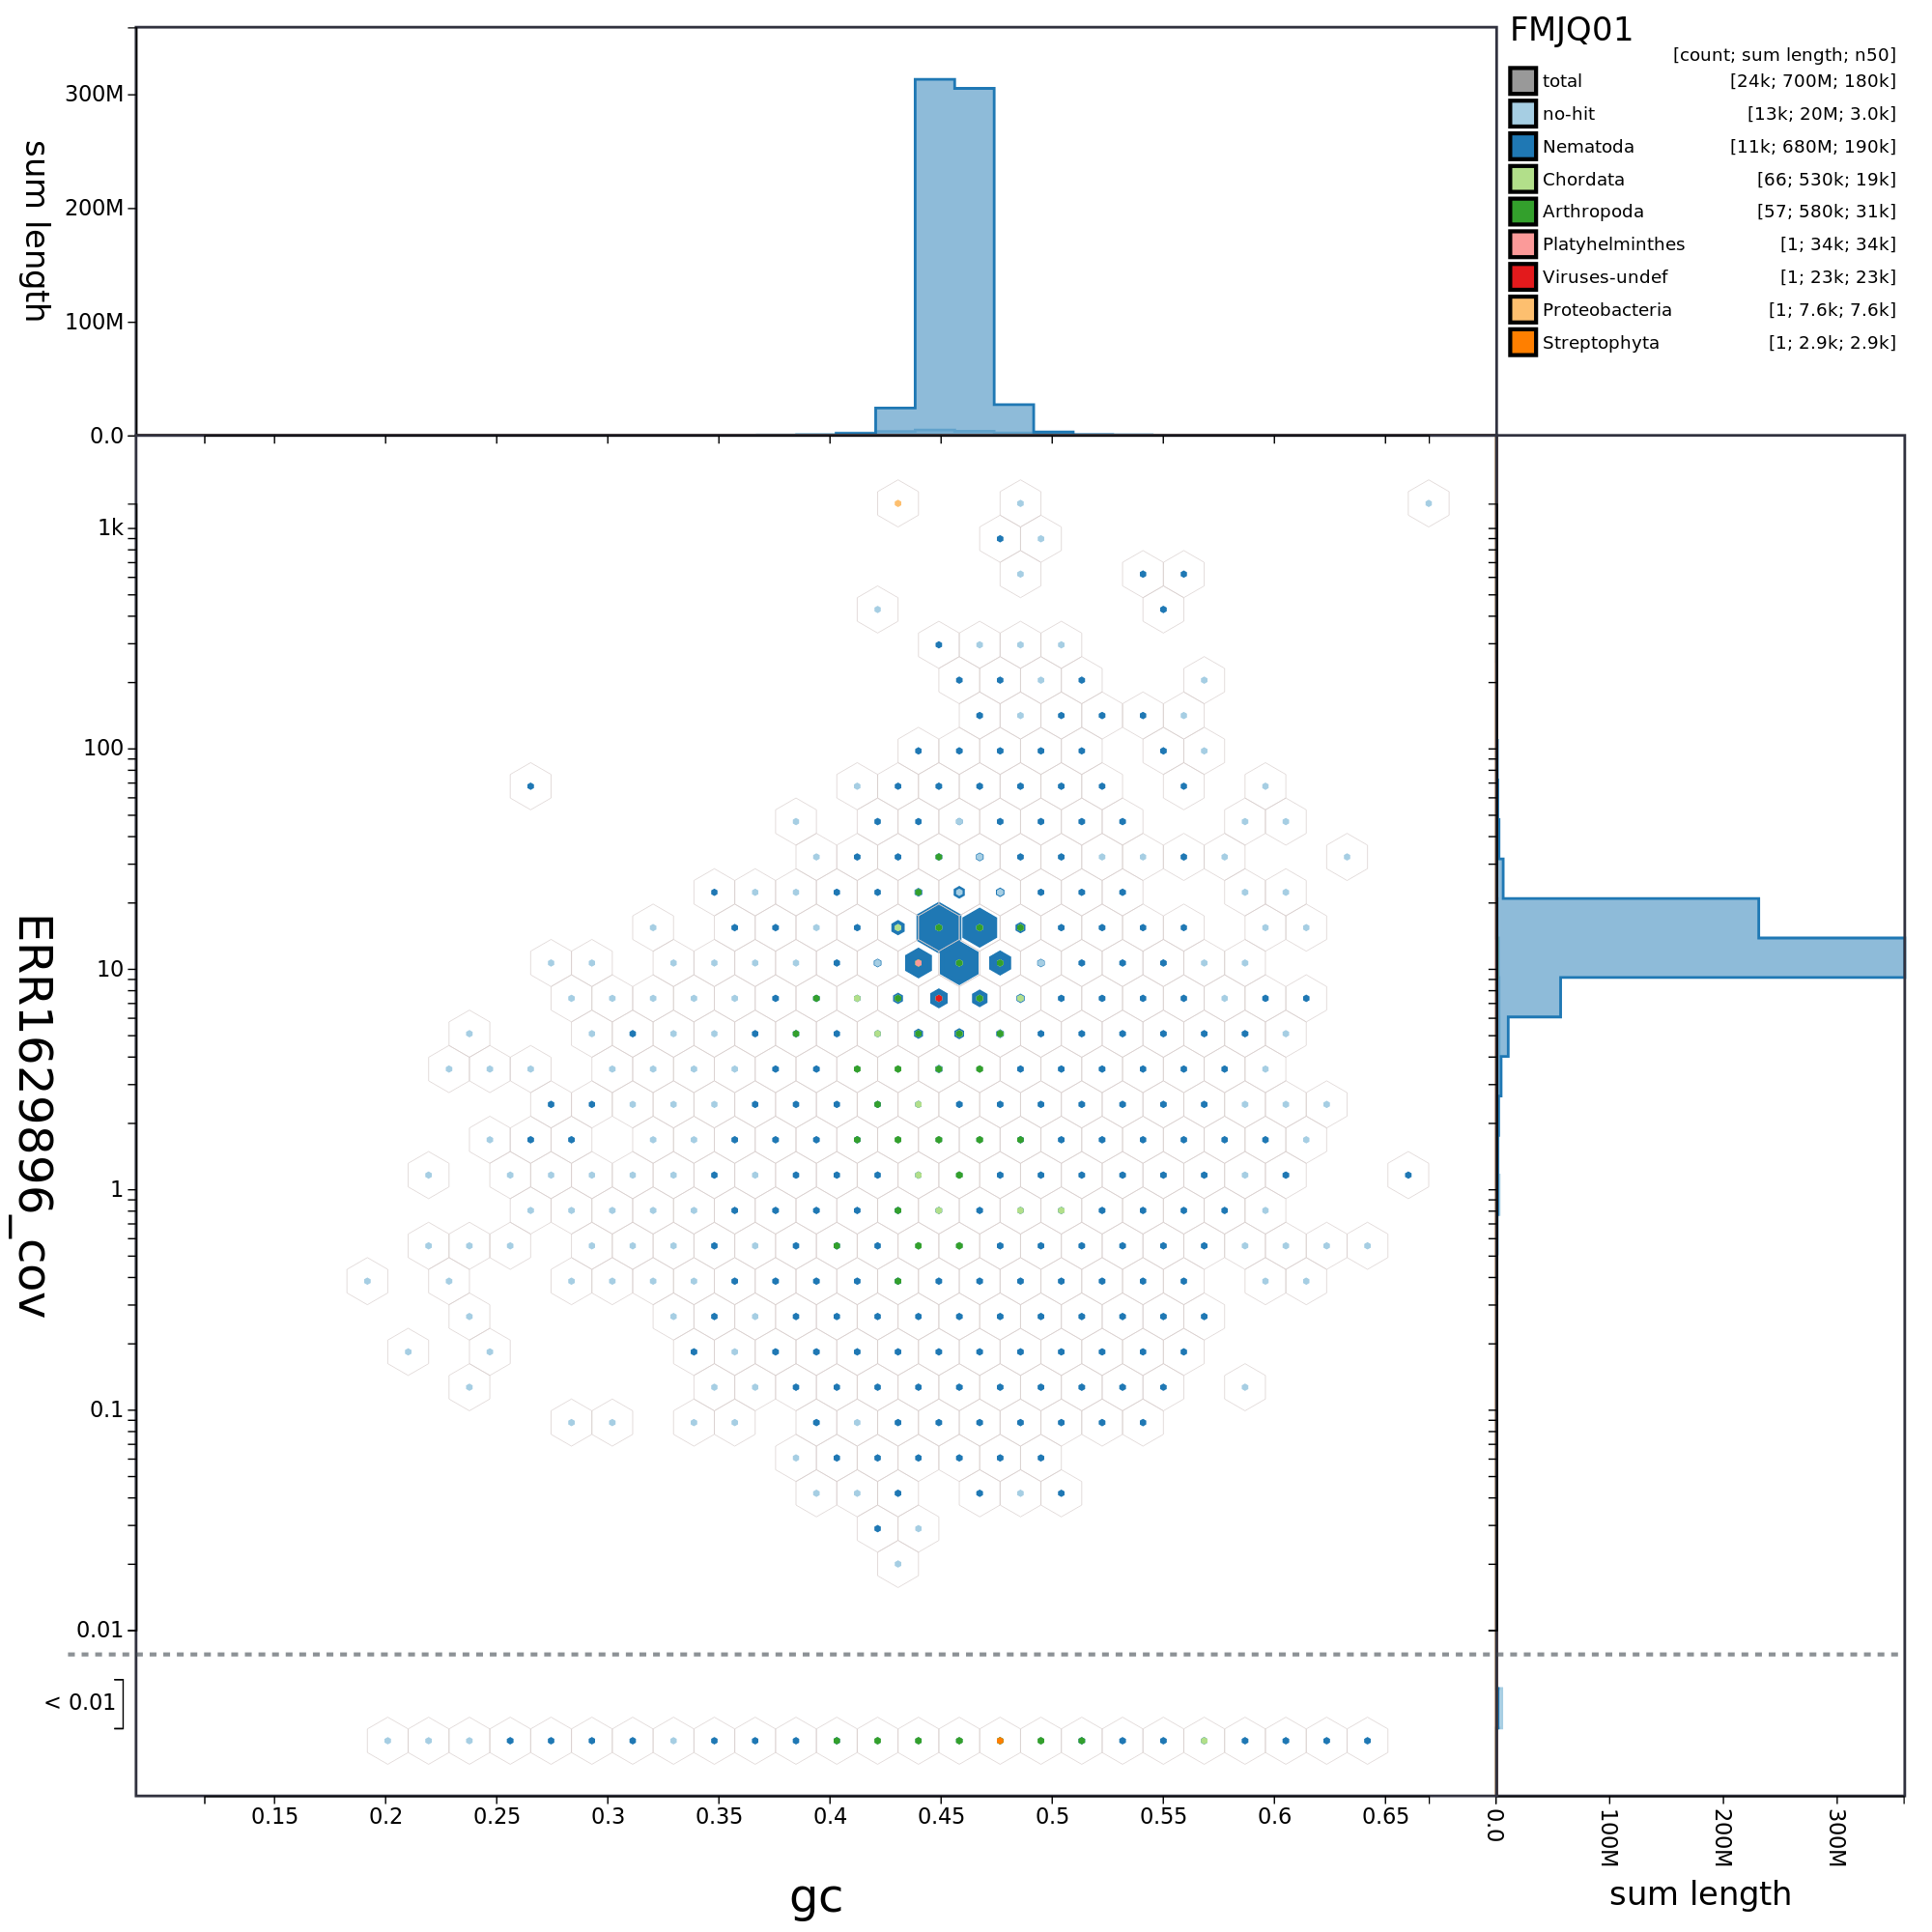 FMJQ01
[count; sum length; n50]
total [24k; 700M; 180k]
no-hit [13k; 20M; 3.0k]
Nematoda [11k; 680M; 190k]
Chordata [66; 530k; 19k]
Arthropoda [57; 580k; 31k]
Platyhelminthes [1; 34k; 34k]
Viruses-undef [1; 23k; 23k]
Proteobacteria [1; 7.6k; 7.6k]
Streptophyta [1; 2.9k; 2.9k]
sum length
300M
200M
100M
0.0
ERR1629896_cov
1k
100
10
1
0.1
0.01
< 0.01
0.15 0.2 0.25 0.3 0.35 0.4 0.45 0.5 0.55 0.6 0.65
gc
0.0 100M 200M 300M
sum length